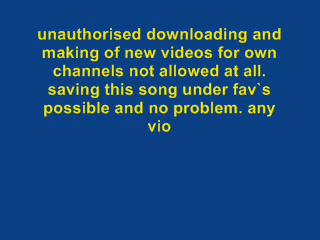 unauthorised downloading and
making of new videos for own
channels not allowed at all.
saving this song under fav`s
possible and no problem. any
vio